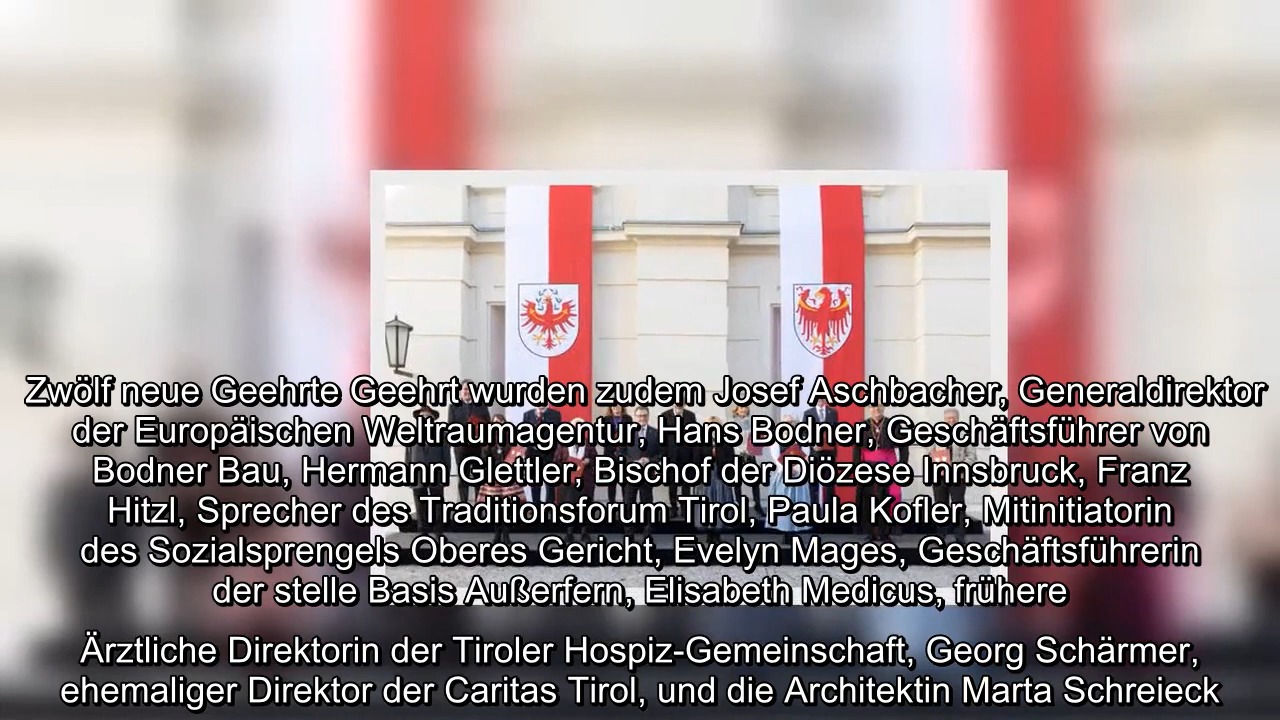 Zwölf neue Geehrte Geehrt wurden zudem Josef Aschbacher, Generaldirektor
der Europäischen Weltraumagentur, Hans Bodner, Geschäftsführer von
Bodner Bau, Hermann Glettler, Bischof der Diözese Innsbruck, Franz
Hitzl, Sprecher des Traditionsforum Tirol, Paula Kofler, Mitinitiatorin
des Sozialsprengels Oberes Gericht, Evelyn Mages, Geschäftsführerin
der stelle Basis Außerfern, Elisabeth Medicus, frühere
Ärztliche Direktorin der Tiroler Hospiz-Gemeinschaft, Georg Schärmer,
ehemaliger Direktor der Caritas Tirol, und die Architektin Marta Schreieck